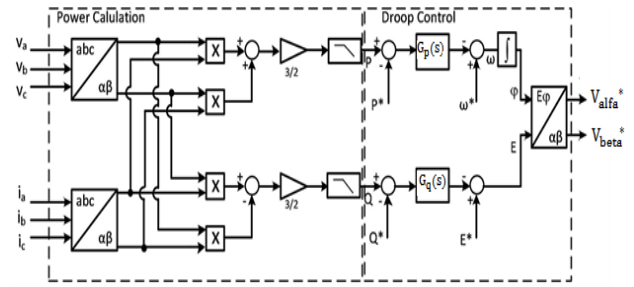 Power Calulation
Droop Control
va
vb
vc
abc
αβ
X
X
3/2
P
Gp(s)
ω
∫
P*
ω*
φ
Eφ
αβ
Valfa*
Vbeta*
E
ia
ib
ic
abc
αβ
X
X
3/2
Q
Gq(s)
Q*
E*